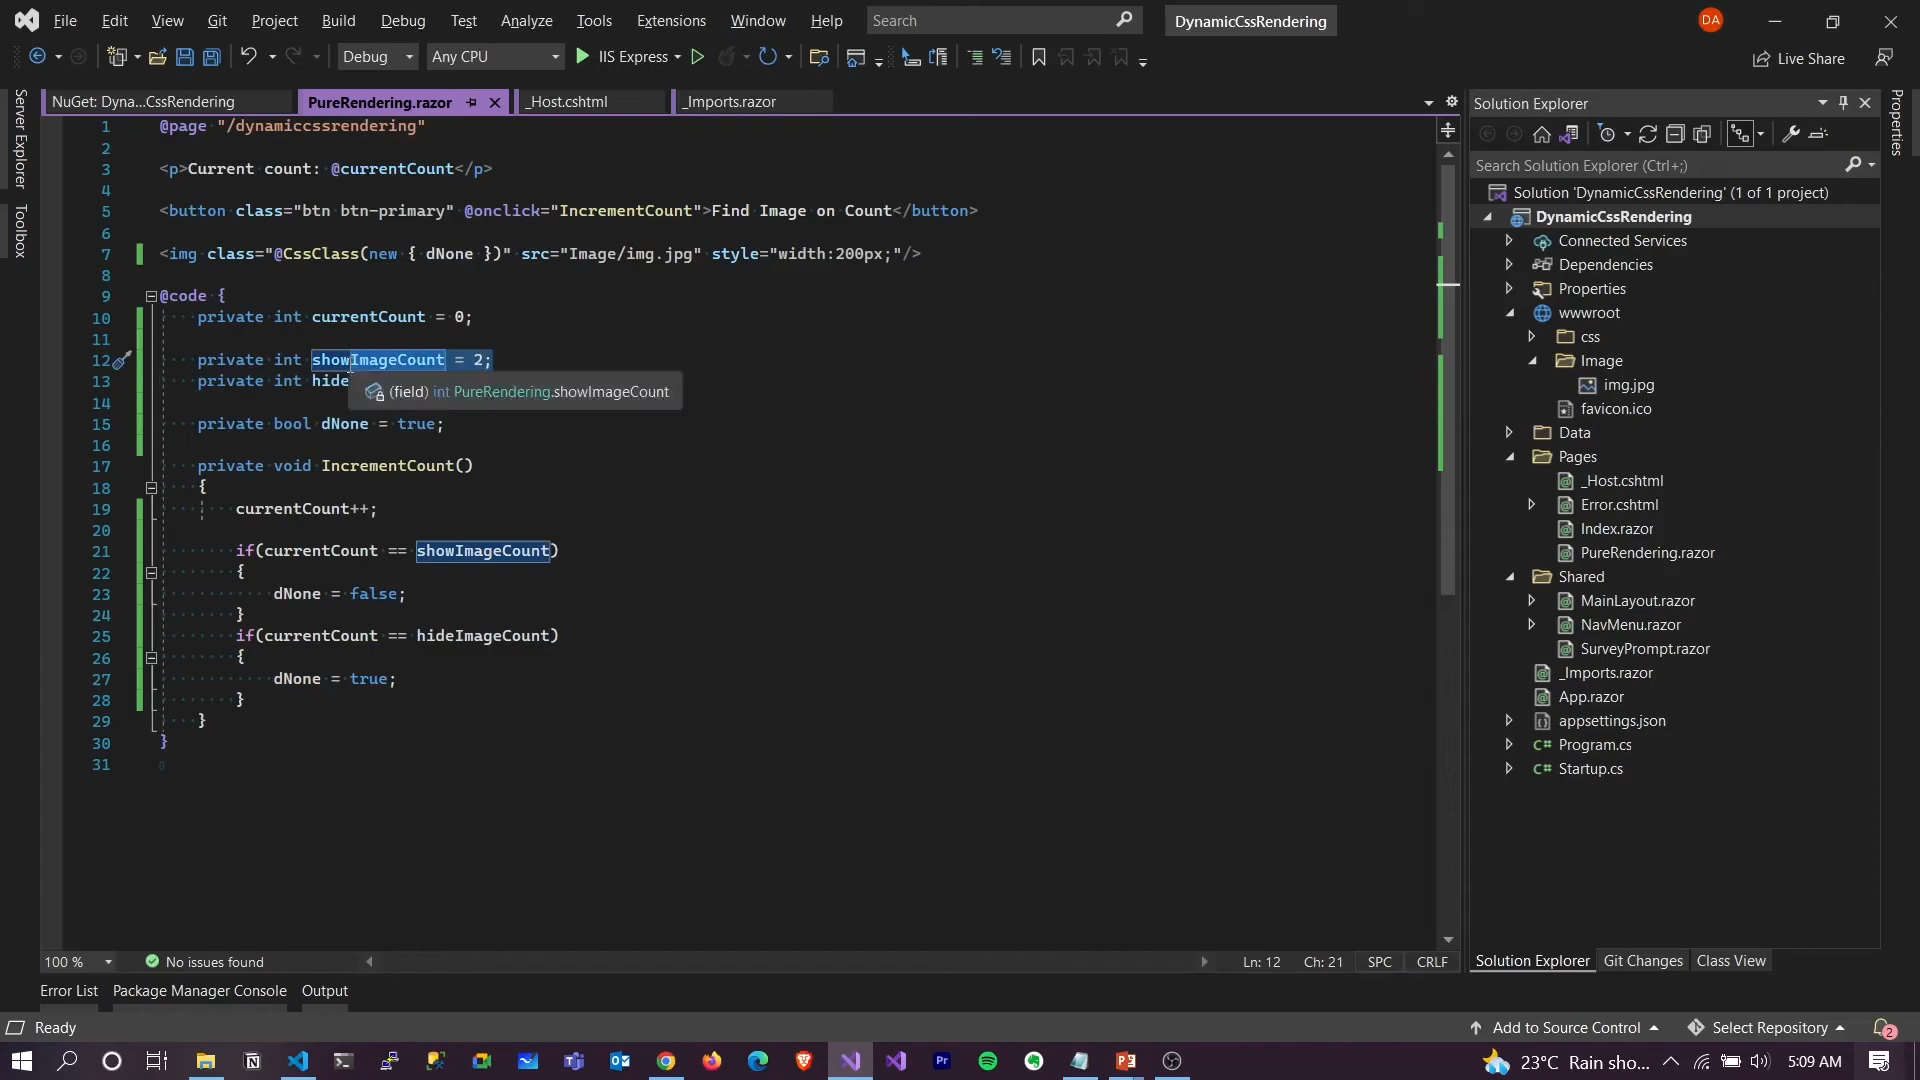 File Edit View Git Project Build Debug Test Analyze Tools Extensions Window Help Search DynamicCssRendering DA
Debug Any CPU IIS Express Live Share
NuGet: Dyna...CssRendering PureRendering.razor _Host.cshtml _Imports.razor
Server Explorer
Toolbox
1 @page "/dynamiccssrendering"
2
3 <p>Current count: @currentCount</p>
4
5 <button class="btn btn-primary" @onclick="IncrementCount">Find Image on Count</button>
6
7 <img class="@CssClass(new { dNone })" src="Image/img.jpg" style="width:200px;"/>
8
9 @code {
10 private int currentCount = 0;
11
12 private int showImageCount = 2;
13 private int hide
(field) int PureRendering.showImageCount
14
15 private bool dNone = true;
16
17 private void IncrementCount()
18 {
19 currentCount++;
20
21 if(currentCount == showImageCount)
22 {
23 dNone = false;
24 }
25 if(currentCount == hideImageCount)
26 {
27 dNone = true;
28 }
29 }
30 }
31
100 % No issues found Ln: 12 Ch: 21 SPC CRLF
Error List Package Manager Console Output
Solution Explorer
Search Solution Explorer (Ctrl+;)
Solution 'DynamicCssRendering' (1 of 1 project)
DynamicCssRendering
Connected Services
Dependencies
Properties
wwwroot
css
Image
img.jpg
favicon.ico
Data
Pages
_Host.cshtml
Error.cshtml
Index.razor
PureRendering.razor
Shared
MainLayout.razor
NavMenu.razor
SurveyPrompt.razor
_Imports.razor
App.razor
appsettings.json
C# Program.cs
C# Startup.cs
Solution Explorer Git Changes Class View
Properties
Ready Add to Source Control Select Repository 2
Pr 23°C Rain sho... 5:09 AM